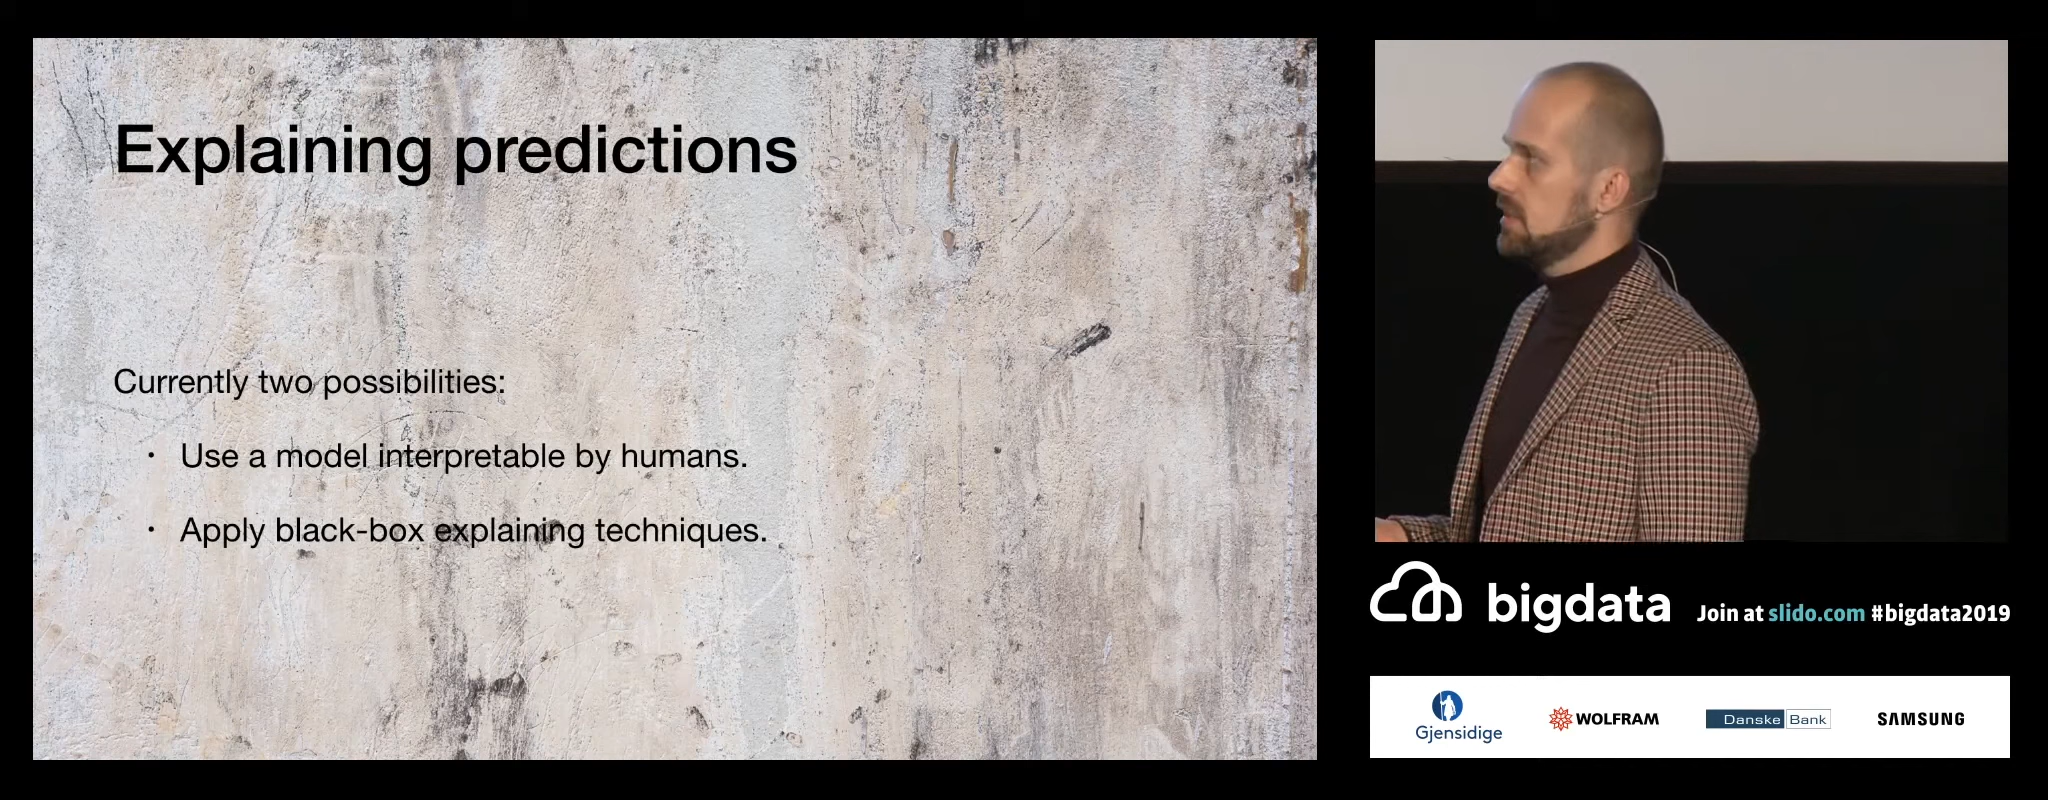 Explaining predictions
Currently two possibilities:
• Use a model interpretable by humans.
• Apply black-box explaining techniques.
bigdata
Join at slido.com #bigdata2019
Gjensidige
WOLFRAM
Danske Bank
SAMSUNG